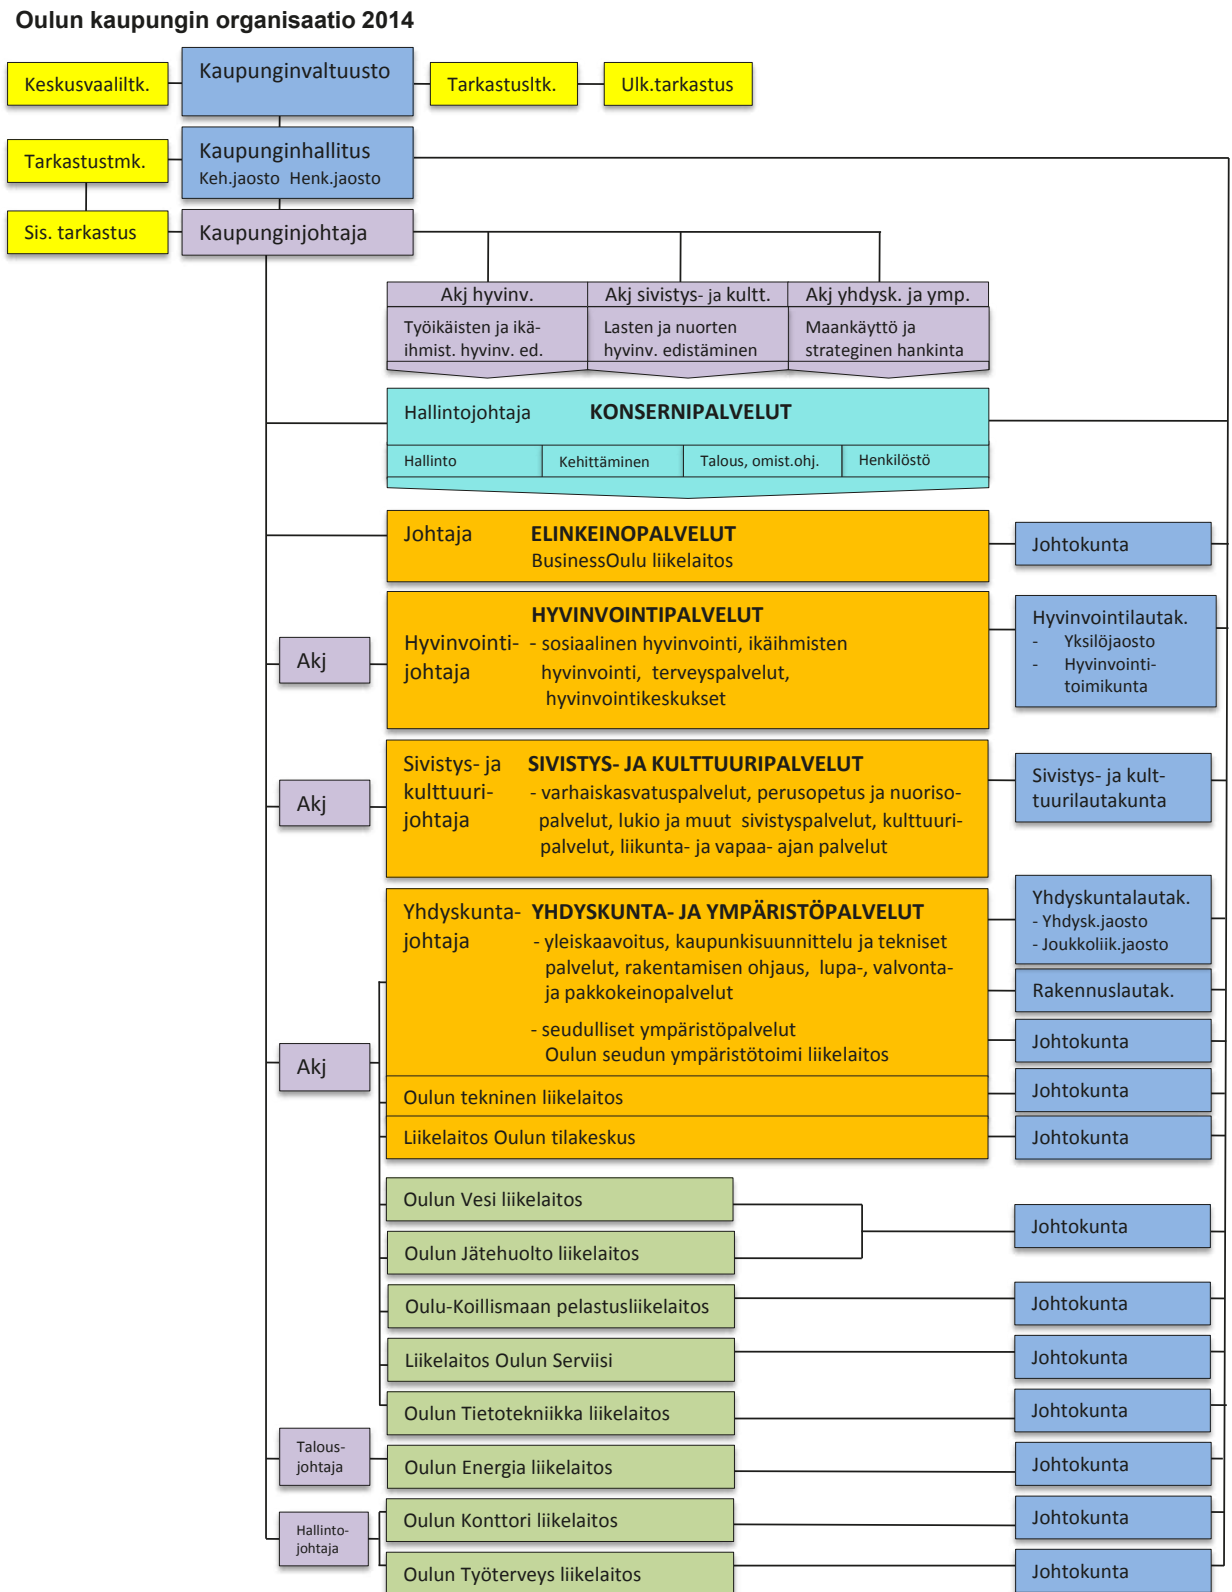 Oulun kaupungin organisaatio 2014
Keskusvaaliltk.
Kaupunginvaltuusto
Tarkastusltk.
Ulk.tarkastus
Tarkastustmk.
Kaupunginhallitus
Keh.jaosto Henk.jaosto
Sis. tarkastus
Kaupunginjohtaja
Akj hyvinv.
Akj sivistys- ja kultt.
Akj yhdysk. ja ymp.
Työikäisten ja ikä-
ihmist. hyvinv. ed.
Lasten ja nuorten
hyvinv. edistäminen
Maankäyttö ja
strateginen hankinta
Hallintojohtaja
KONSERNIPALVELUT
Hallinto
Kehittäminen
Talous, omist.ohj.
Henkilöstö
Johtaja
ELINKEINOPALVELUT
BusinessOulu liikelaitos
Johtokunta
Akj
Hyvinvointi-
johtaja
HYVINVOINTIPALVELUT
- sosiaalinen hyvinvointi, ikäihmisten
hyvinvointi, terveyspalvelut,
hyvinvointikeskukset
Hyvinvointilautak.
- Yksilöjaosto
- Hyvinvointi-
toimikunta
Akj
Sivistys- ja
kulttuuri-
johtaja
SIVISTYS- JA KULTTUURIPALVELUT
- varhaiskasvatuspalvelut, perusopetus ja nuoriso-
palvelut, lukio ja muut sivistyspalvelut, kulttuuri-
palvelut, liikunta- ja vapaa- ajan palvelut
Sivistys- ja kult-
tuurilautakunta
Akj
Yhdyskunta-
johtaja
YHDYSKUNTA- JA YMPÄRISTÖPALVELUT
- yleiskaavoitus, kaupunkisuunnittelu ja tekniset
palvelut, rakentamisen ohjaus, lupa-, valvonta-
ja pakkokeinopalvelut
- seudulliset ympäristöpalvelut
Oulun seudun ympäristötoimi liikelaitos
Yhdyskuntalautak.
- Yhdysk.jaosto
- Joukkoliik.jaosto
Rakennuslautak.
Johtokunta
Oulun tekninen liikelaitos
Johtokunta
Liikelaitos Oulun tilakeskus
Johtokunta
Oulun Vesi liikelaitos
Oulun Jätehuolto liikelaitos
Johtokunta
Oulu-Koillismaan pelastusliikelaitos
Johtokunta
Liikelaitos Oulun Serviisi
Johtokunta
Oulun Tietotekniikka liikelaitos
Johtokunta
Talous-
johtaja
Oulun Energia liikelaitos
Johtokunta
Hallinto-
johtaja
Oulun Konttori liikelaitos
Johtokunta
Oulun Työterveys liikelaitos
Johtokunta